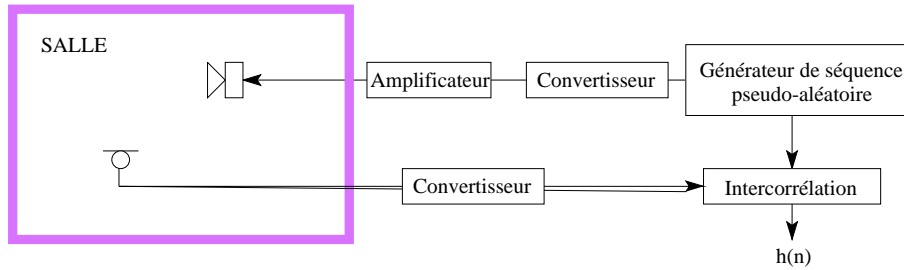 SALLE
Amplificateur
Convertisseur
Générateur de séquence
pseudo-aléatoire
Convertisseur
Intercorrélation
h(n)